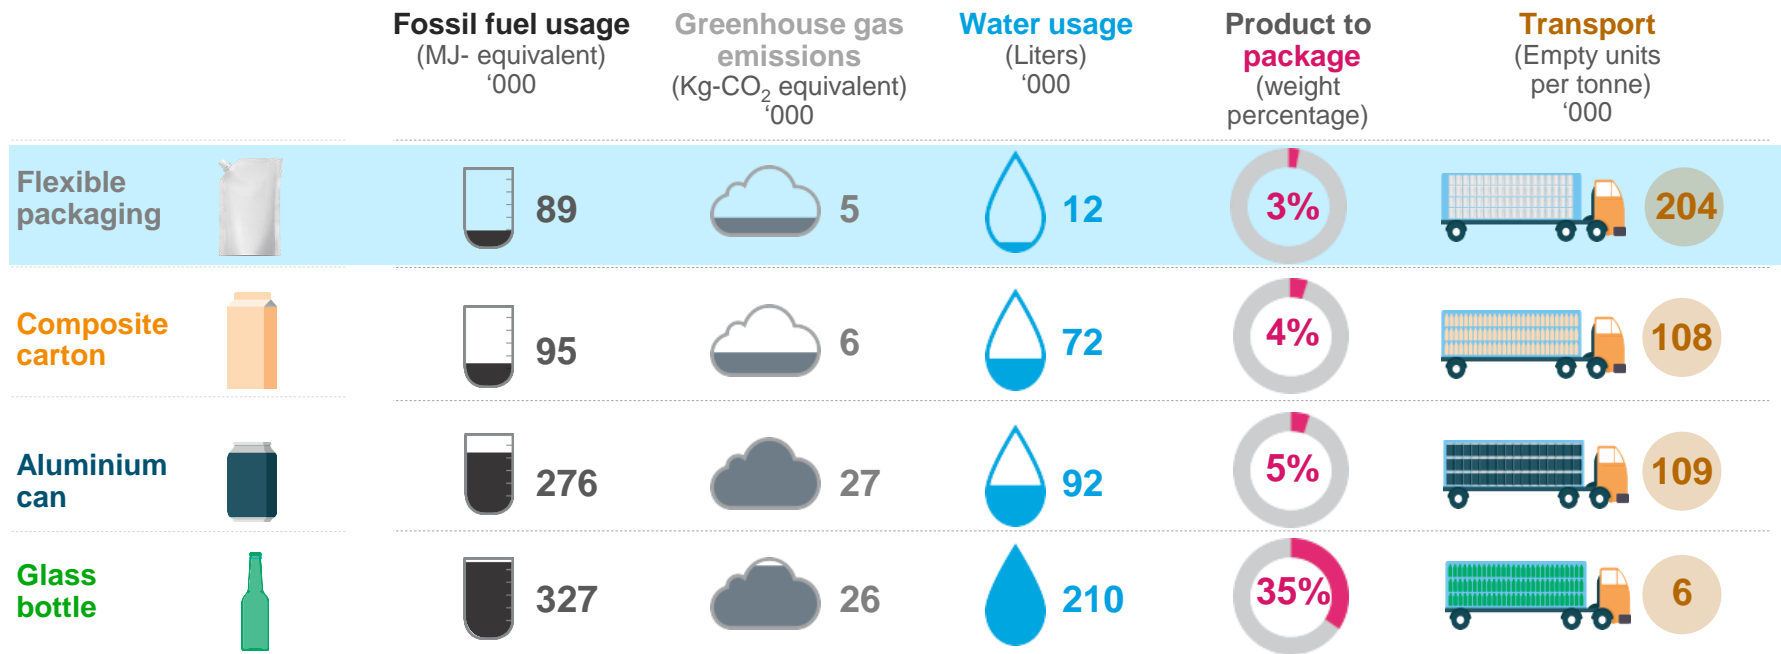 Fossil fuel usage
(MJ- equivalent)
‘000
Greenhouse gas
emissions
(Kg-CO₂ equivalent)
‘000
Water usage
(Liters)
‘000
Product to
package
(weight
percentage)
Transport
(Empty units
per tonne)
‘000
Flexible
packaging
89
5
12
3%
204
Composite
carton
95
6
72
4%
108
Aluminium
can
276
27
92
5%
109
Glass
bottle
327
26
210
35%
6